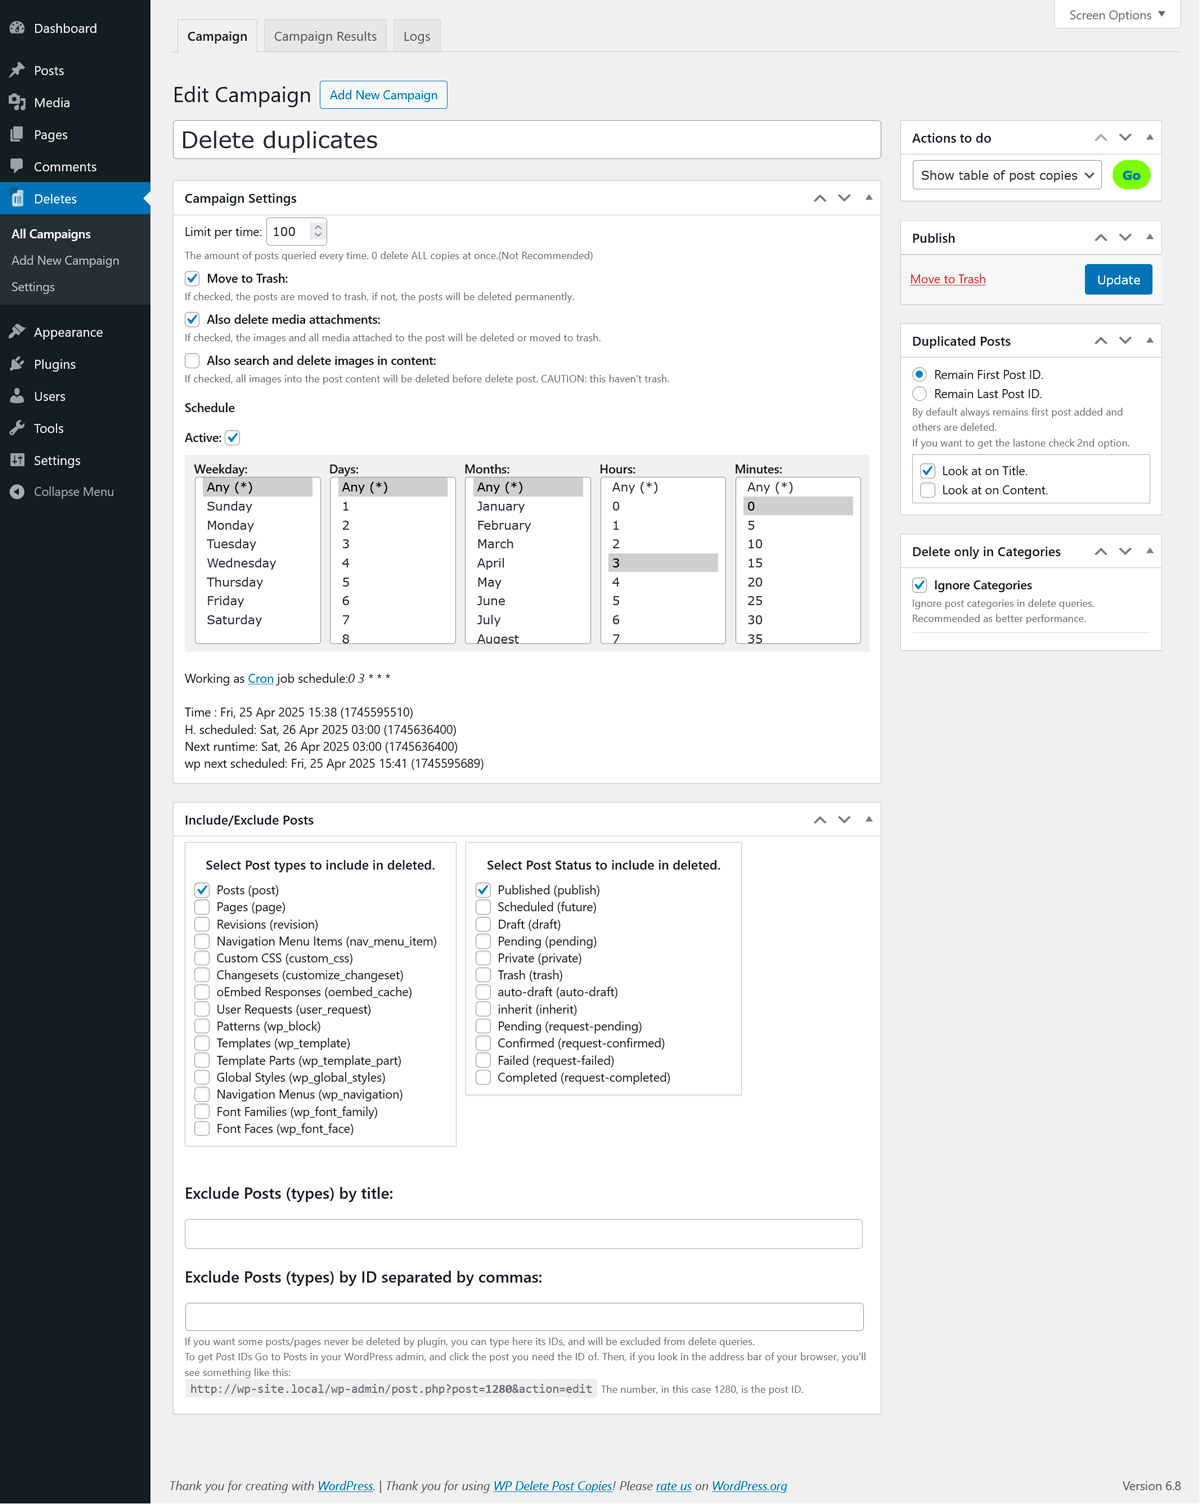 Dashboard
Posts
Media
Pages
Comments
Deletes
All Campaigns
Add New Campaign
Settings
Appearance
Plugins
Users
Tools
Settings
Collapse Menu
Screen Options
Campaign
Campaign Results
Logs
Edit Campaign
Add New Campaign
Delete duplicates
Campaign Settings
Limit per time: 100
The amount of posts queried every time. 0 delete ALL copies at once.(Not Recommended)
Move to Trash:
If checked, the posts are moved to trash, if not, the posts will be deleted permanently.
Also delete media attachments:
If checked, the images and all media attached to the post will be deleted or moved to trash.
Also search and delete images in content:
If checked, all images into the post content will be deleted before delete post. CAUTION: this haven't trash.
Schedule
Active:
Weekday:
Any (*)
Sunday
Monday
Tuesday
Wednesday
Thursday
Friday
Saturday
Days:
Any (*)
1
2
3
4
5
6
7
8
Months:
Any (*)
January
February
March
April
May
June
July
Augest
Hours:
Any (*)
0
1
2
3
4
5
6
7
Minutes:
Any (*)
0
5
10
15
20
25
30
35
Working as Cron job schedule:0 3 * * *
Time : Fri, 25 Apr 2025 15:38 (1745595510)
H. scheduled: Sat, 26 Apr 2025 03:00 (1745636400)
Next runtime: Sat, 26 Apr 2025 03:00 (1745636400)
wp next scheduled: Fri, 25 Apr 2025 15:41 (1745595689)
Include/Exclude Posts
Select Post types to include in deleted.
Posts (post)
Pages (page)
Revisions (revision)
Navigation Menu Items (nav_menu_item)
Custom CSS (custom_css)
Changesets (customize_changeset)
oEmbed Responses (oembed_cache)
User Requests (user_request)
Patterns (wp_block)
Templates (wp_template)
Template Parts (wp_template_part)
Global Styles (wp_global_styles)
Navigation Menus (wp_navigation)
Font Families (wp_font_family)
Font Faces (wp_font_face)
Select Post Status to include in deleted.
Published (publish)
Scheduled (future)
Draft (draft)
Pending (pending)
Private (private)
Trash (trash)
auto-draft (auto-draft)
inherit (inherit)
Pending (request-pending)
Confirmed (request-confirmed)
Failed (request-failed)
Completed (request-completed)
Exclude Posts (types) by title:
Exclude Posts (types) by ID separated by commas:
If you want some posts/pages never be deleted by plugin, you can type here its IDs, and will be excluded from delete queries.
To get Post IDs Go to Posts in your WordPress admin, and click the post you need the ID of. Then, if you look in the address bar of your browser, you'll
see something like this:
http://wp-site.local/wp-admin/post.php?post=1280&action=edit The number, in this case 1280, is the post ID.
Actions to do
Show table of post copies
Go
Publish
Move to Trash
Update
Duplicated Posts
Remain First Post ID.
Remain Last Post ID.
By default always remains first post added and
others are deleted.
If you want to get the lastone check 2nd option.
Look at on Title.
Look at on Content.
Delete only in Categories
Ignore Categories
Ignore post categories in delete queries.
Recommended as better performance.
Thank you for creating with WordPress. | Thank you for using WP Delete Post Copies! Please rate us on WordPress.org
Version 6.8